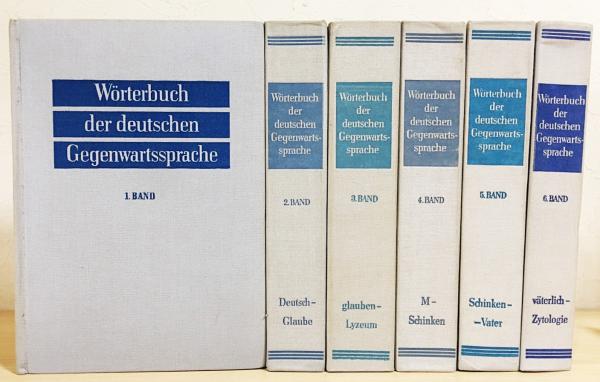 Wörterbuch
der deutschen
Gegenwartssprache
1. BAND
Wörterbuch
der
deutschen
Gegenwarts-
sprache
2. BAND
Deutsch-
Glaube
Wörterbuch
der
deutschen
Gegenwarts-
sprache
3. BAND
glauben-
Lyzeum
Wörterbuch
der
deutschen
Gegenwarts-
sprache
4. BAND
M-
Schinken
Wörterbuch
der
deutschen
Gegenwarts-
sprache
5. BAND
Schinken-
-Vater
Wörterbuch
der
deutschen
Gegenwarts-
sprache
6. BAND
väterlich-
Zytologie